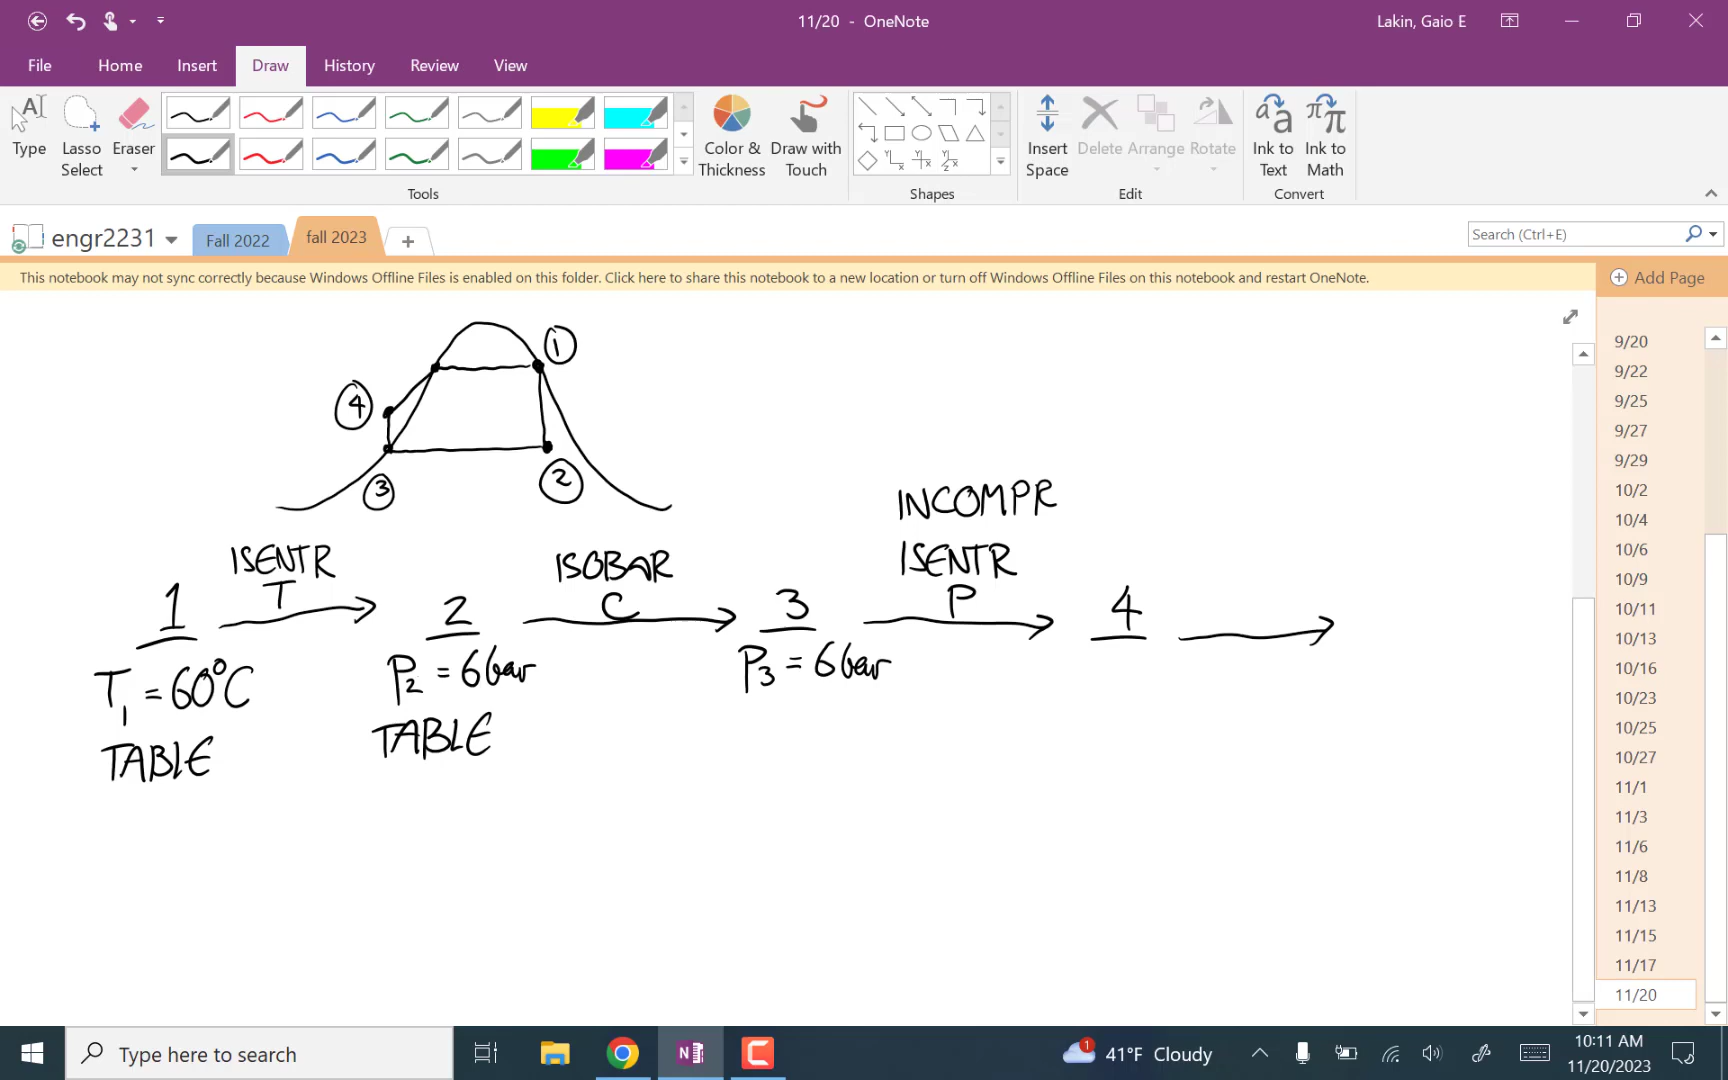 11/20 - OneNote
Lakin, Gaio E
File Home Insert Draw History Review View
Type
Lasso Select
Eraser
Color & Thickness
Draw with Touch
Insert Space
Delete
Arrange
Rotate
Ink to Text
Ink to Math
Tools
Shapes
Edit
Convert
engr2231
Fall 2022
fall 2023
Search (Ctrl+E)
This notebook may not sync correctly because Windows Offline Files is enabled on this folder. Click here to share this notebook to a new location or turn off Windows Offline Files on this notebook and restart OneNote.
Add Page
9/20
9/22
9/25
9/27
9/29
10/2
10/4
10/6
10/9
10/11
10/13
10/16
10/23
10/25
10/27
11/1
11/3
11/6
11/8
11/13
11/15
11/17
11/20
1
4
3
2
INCOMPR
ISENTR ISOBAR ISENTR
1 T 2 C 3 P 4
T₁ = 60°C P₂ = 6bar P₃ = 6bar
TABLE TABLE
Type here to search
1
41°F Cloudy
10:11 AM
11/20/2023